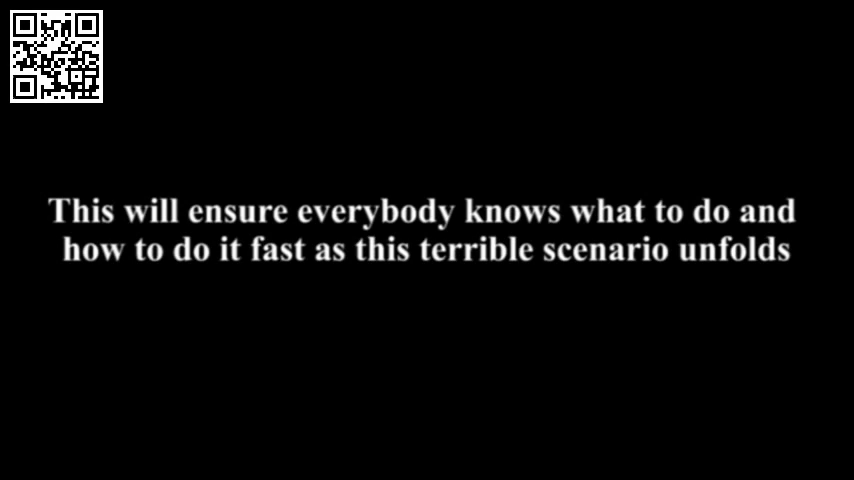 This will ensure everybody knows what to do and
how to do it fast as this terrible scenario unfolds